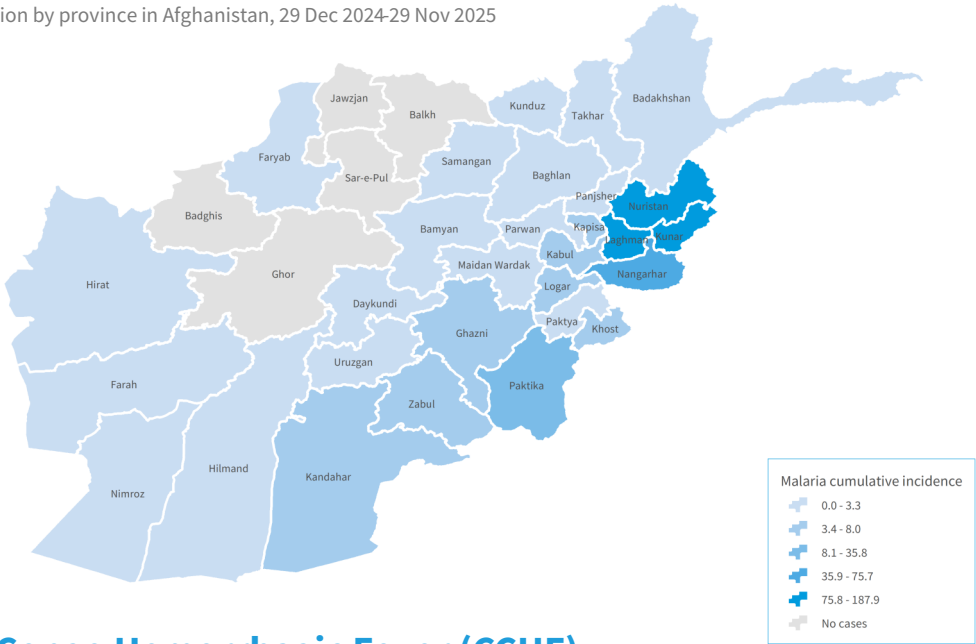 ion by province in Afghanistan, 29 Dec 2024-29 Nov 2025
Jawzjan
Balkh
Kunduz
Takhar
Badakhshan
Faryab
Samangan
Baghlan
Sar-e-Pul
Panjsher
Nuristan
Badghis
Bamyan
Parwan
Kapisa
Laghman
Kunar
Kabul
Maidan Wardak
Ghor
Nangarhar
Hirat
Logar
Daykundi
Paktya
Khost
Ghazni
Uruzgan
Farah
Paktika
Zabul
Hilmand
Kandahar
Nimroz
Malaria cumulative incidence
0.0 - 3.3
3.4 - 8.0
8.1 - 35.8
35.9 - 75.7
75.8 - 187.9
No cases